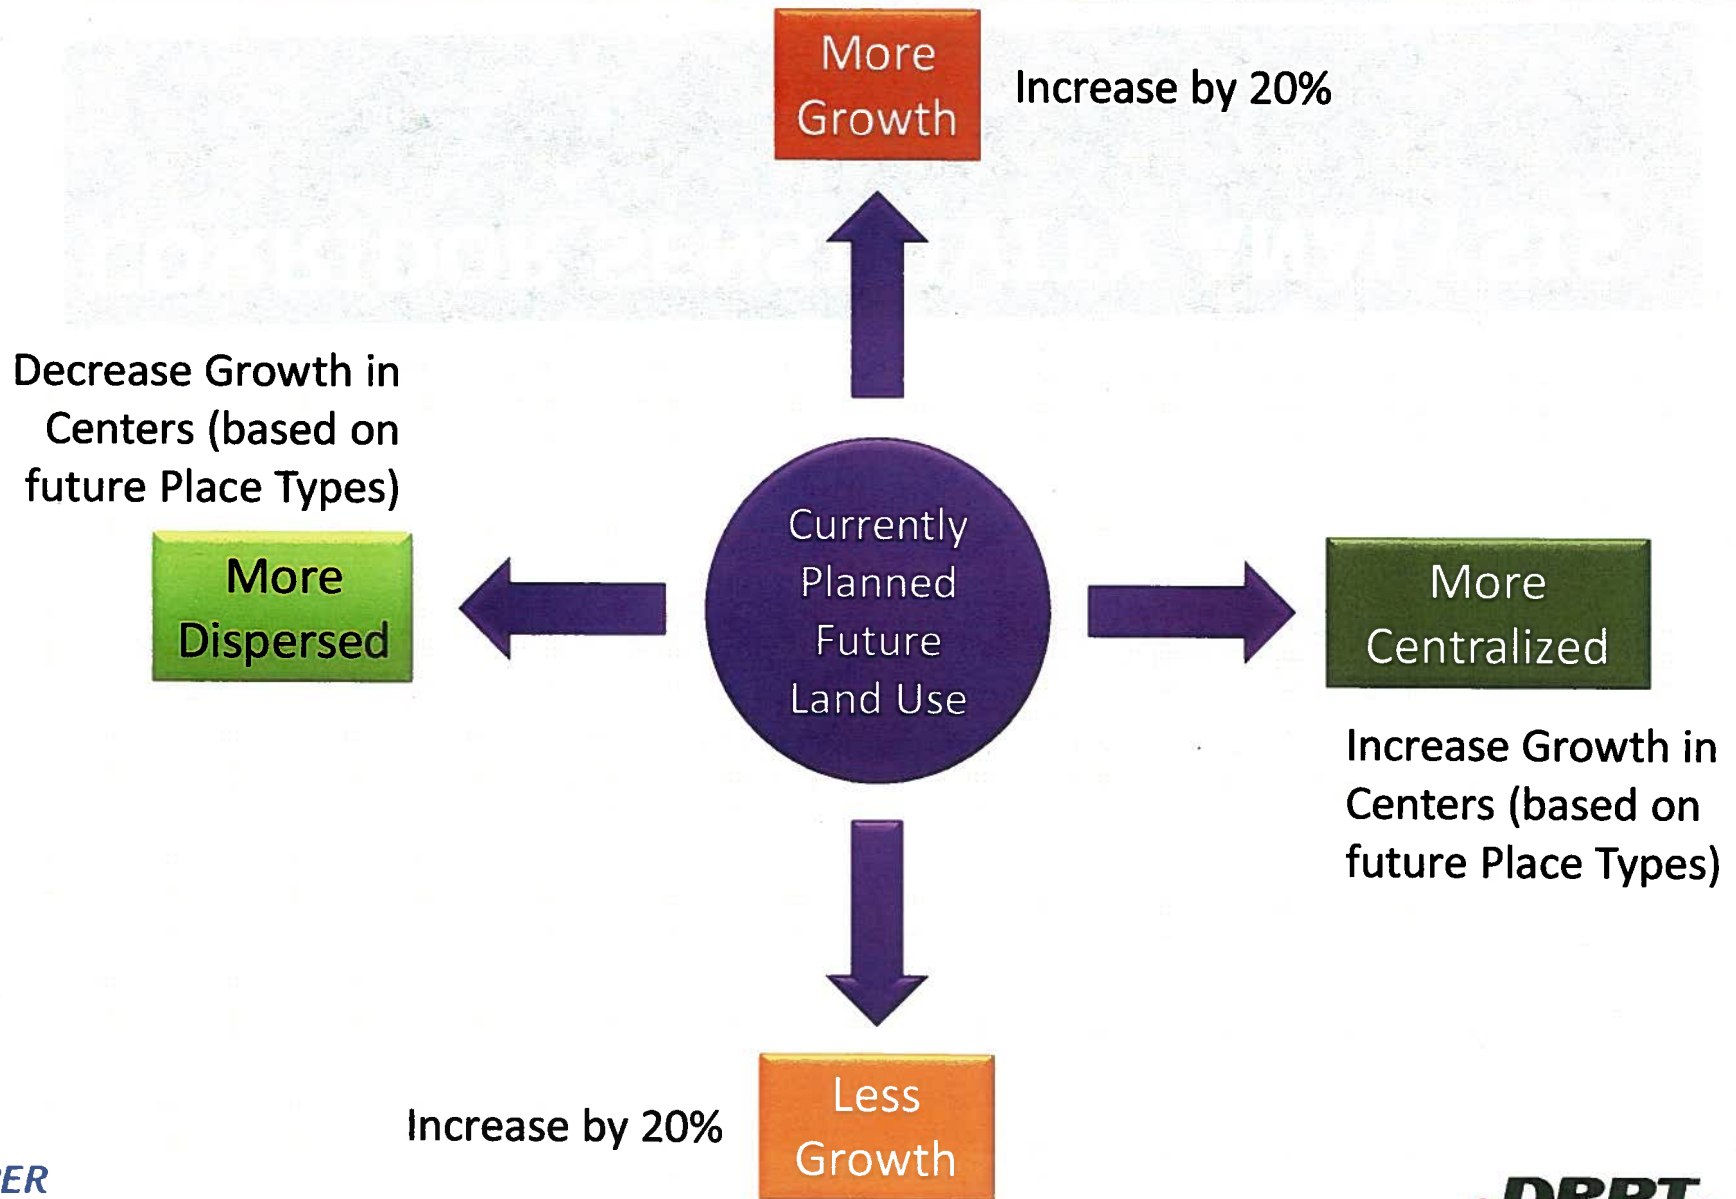 More
Growth
Increase by 20%
Decrease Growth in
Centers (based on
future Place Types)
More
Dispersed
Currently
Planned
Future
Land Use
More
Centralized
Increase Growth in
Centers (based on
future Place Types)
Increase by 20%
Less
Growth
DRPT